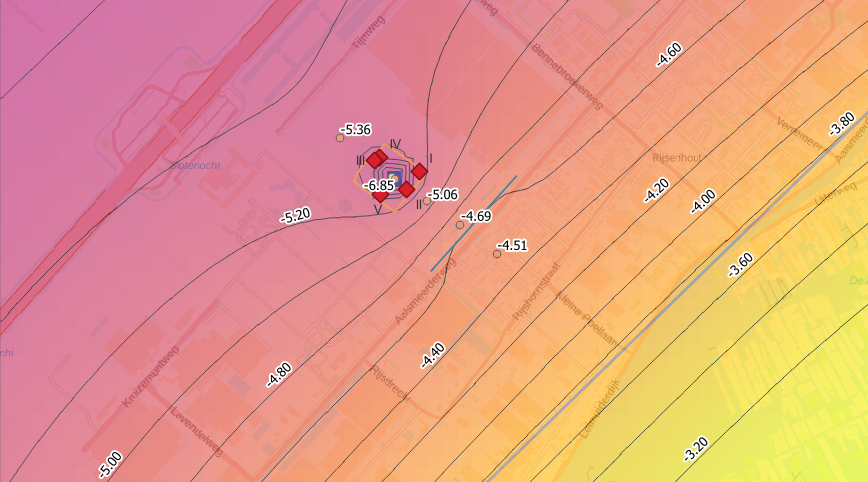 Tijmweg
Bennebroekerweg
-4.60
-3.80
-5.36
IV
III
I
Rijsenhout
-6.85
-5.06
-4.20
-4.00
V
II
-5.20
-4.69
-4.51
-3.60
Aalsmeerderweg
Rijshornstraat
Kleine Poellaan
Uiterweg
-4.80
-4.40
Kruizemuntweg
Rijsdreef
Lavendelweg
Leimuiderdijk
-5.00
-3.20